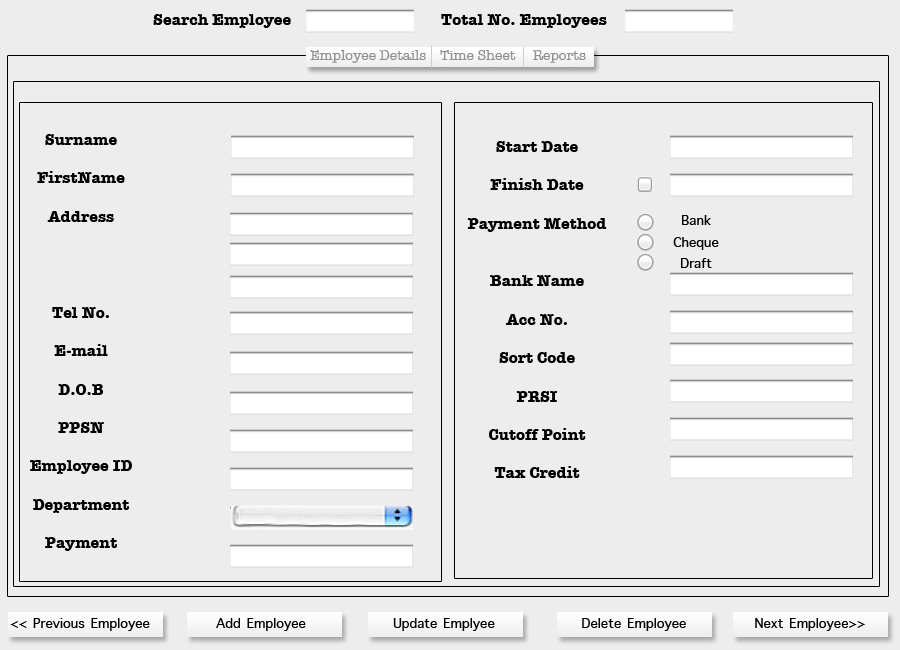 Search Employee Total No. Employees
Employee Details Time Sheet Reports
Surname
FirstName
Address
Tel No.
E-mail
D.O.B
PPSN
Employee ID
Department
Payment
Start Date
Finish Date
Payment Method
Bank
Cheque
Draft
Bank Name
Acc No.
Sort Code
PRSI
Cutoff Point
Tax Credit
<< Previous Employee Add Employee Update Emplyee Delete Employee Next Employee>>